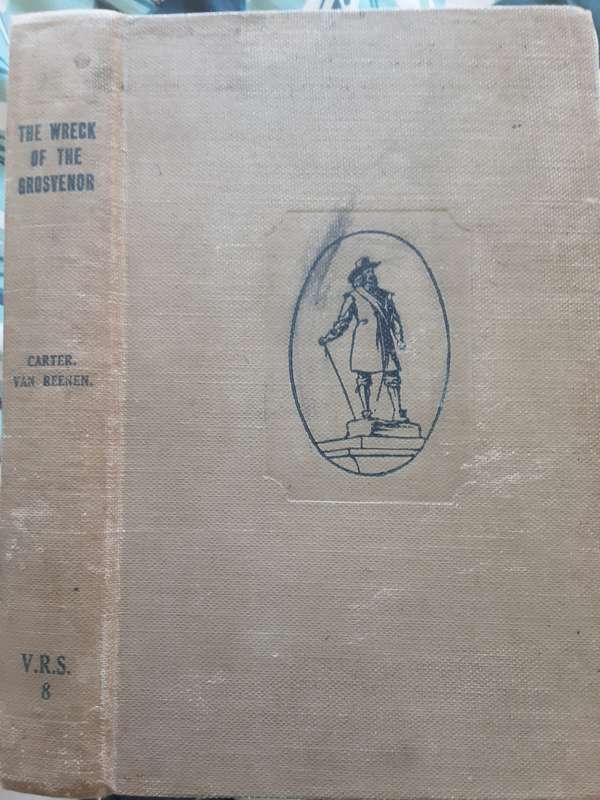 THE WRECK
OF THE
GROSVENOR
CARTER.
VAN REENEN.
V.R.S.
8